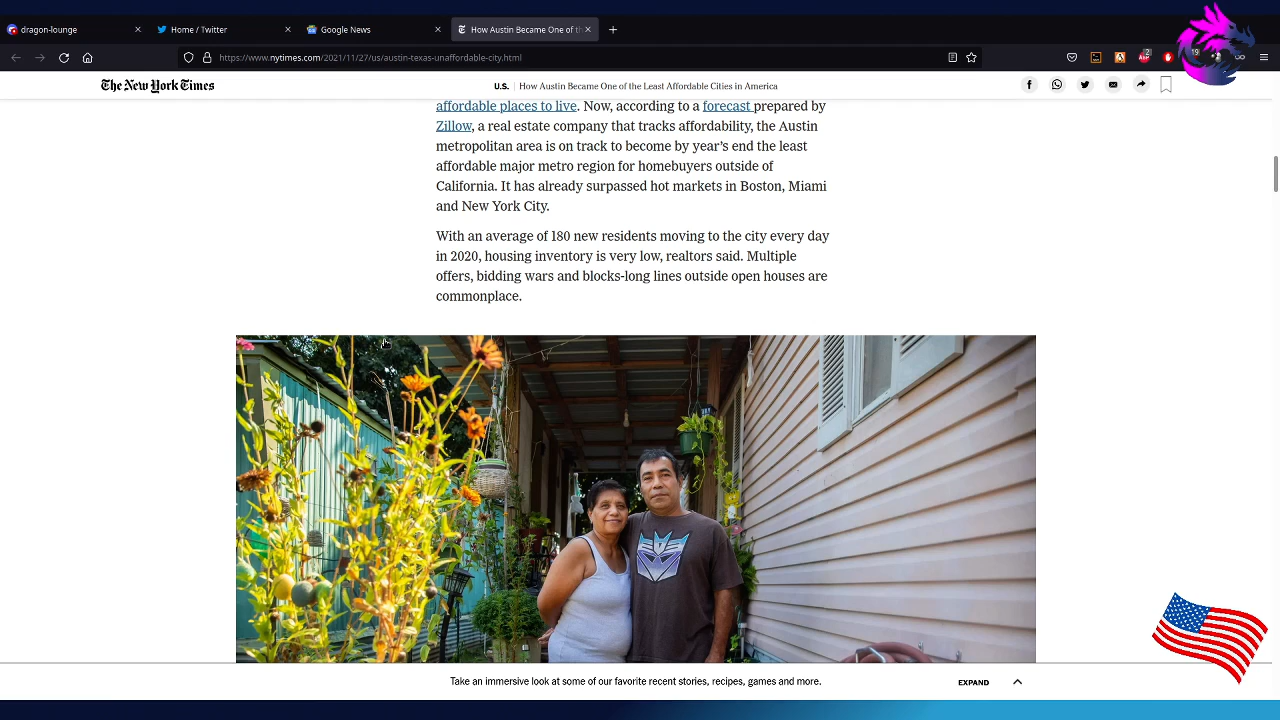 dragon-lounge
Home / Twitter
Google News
How Austin Became One of th
https://www.nytimes.com/2021/11/27/us/austin-texas-unaffordable-city.html
2
19
The New York Times
U.S. | How Austin Became One of the Least Affordable Cities in America
affordable places to live. Now, according to a forecast prepared by
Zillow, a real estate company that tracks affordability, the Austin
metropolitan area is on track to become by year’s end the least
affordable major metro region for homebuyers outside of
California. It has already surpassed hot markets in Boston, Miami
and New York City.
With an average of 180 new residents moving to the city every day
in 2020, housing inventory is very low, realtors said. Multiple
offers, bidding wars and blocks-long lines outside open houses are
commonplace.
Take an immersive look at some of our favorite recent stories, recipes, games and more.
EXPAND